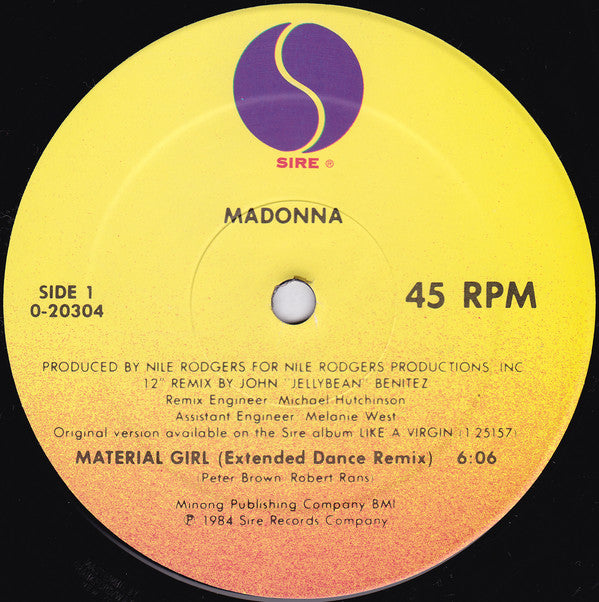 SIRE ®
MADONNA
SIDE 1
0-20304
45 RPM
PRODUCED BY NILE RODGERS FOR NILE RODGERS PRODUCTIONS, INC
12" REMIX BY JOHN "JELLYBEAN" BENITEZ
Remix Engineer Michael Hutchinson
Assistant Engineer Melanie West
Original version available on the Sire album LIKE A VIRGIN (1 25157)
MATERIAL GIRL (Extended Dance Remix) 6:06
(Peter Brown Robert Rans)
Minong Publishing Company BMI
℗ 1984 Sire Records Company